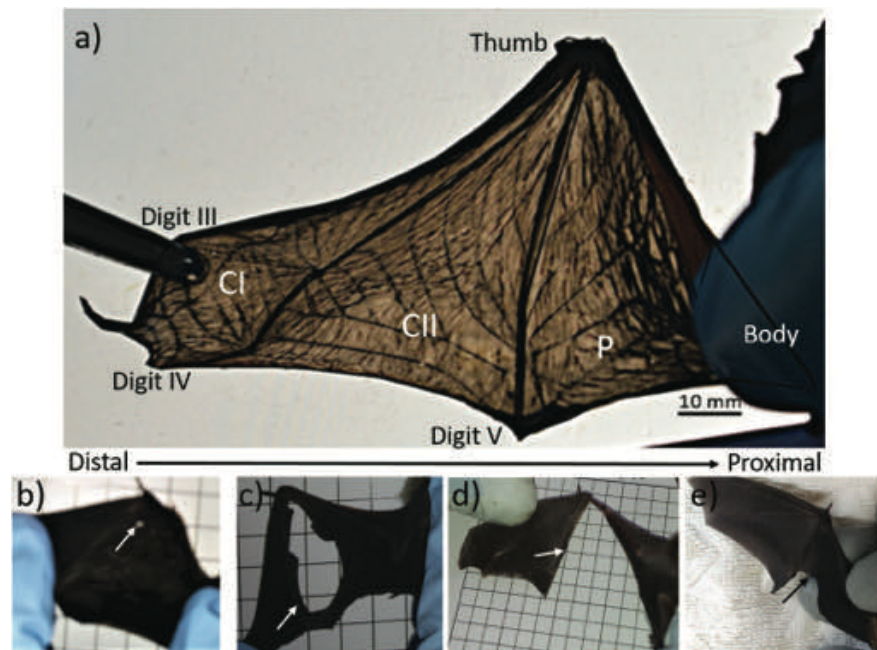 a)
Thumb
Digit III
CI
CII
P
Body
Digit IV
10 mm
Digit V
Distal
Proximal
b)
c)
d)
e)